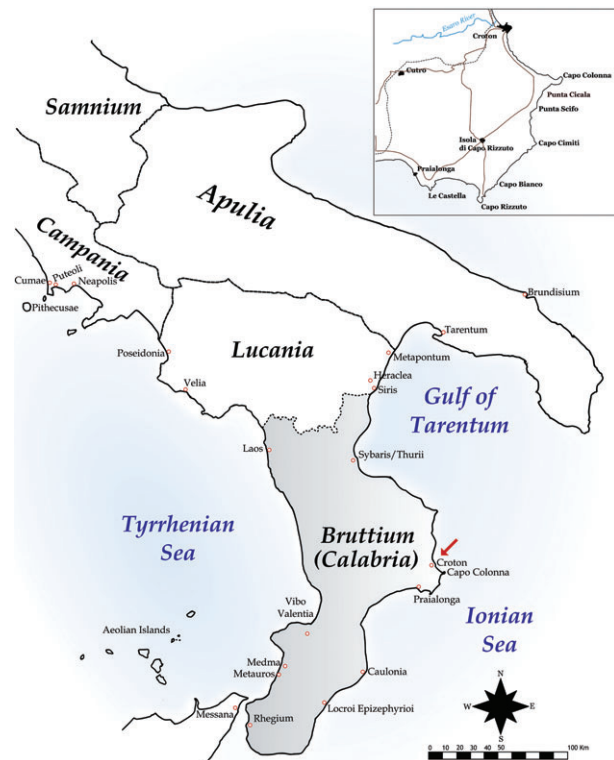 Esaro River
Croton
Cutro
Capo Colonna
Punta Cicala
Punta Scifo
Isola
di Capo Rizzuto
Capo Cimiti
Praialonga
Capo Bianco
Le Castella
Capo Rizzuto
Samnium
Apulia
Campania
Cumae
Puteoli
Neapolis
Pithecusae
Brundisium
Tarentum
Poseidonia
Lucania
Metapontum
Heraclea
Siris
Velia
Gulf of
Tarentum
Laos
Sybaris/Thurii
Tyrrhenian
Sea
Bruttium
(Calabria)
Croton
Capo Colonna
Praialonga
Vibo
Valentia
Ionian
Sea
Aeolian Islands
Medma
Metauros
Caulonia
Messana
Rhegium
Locroi Epizephyrioi
N
W
E
S
0 10 20 30 40 50 100 Km